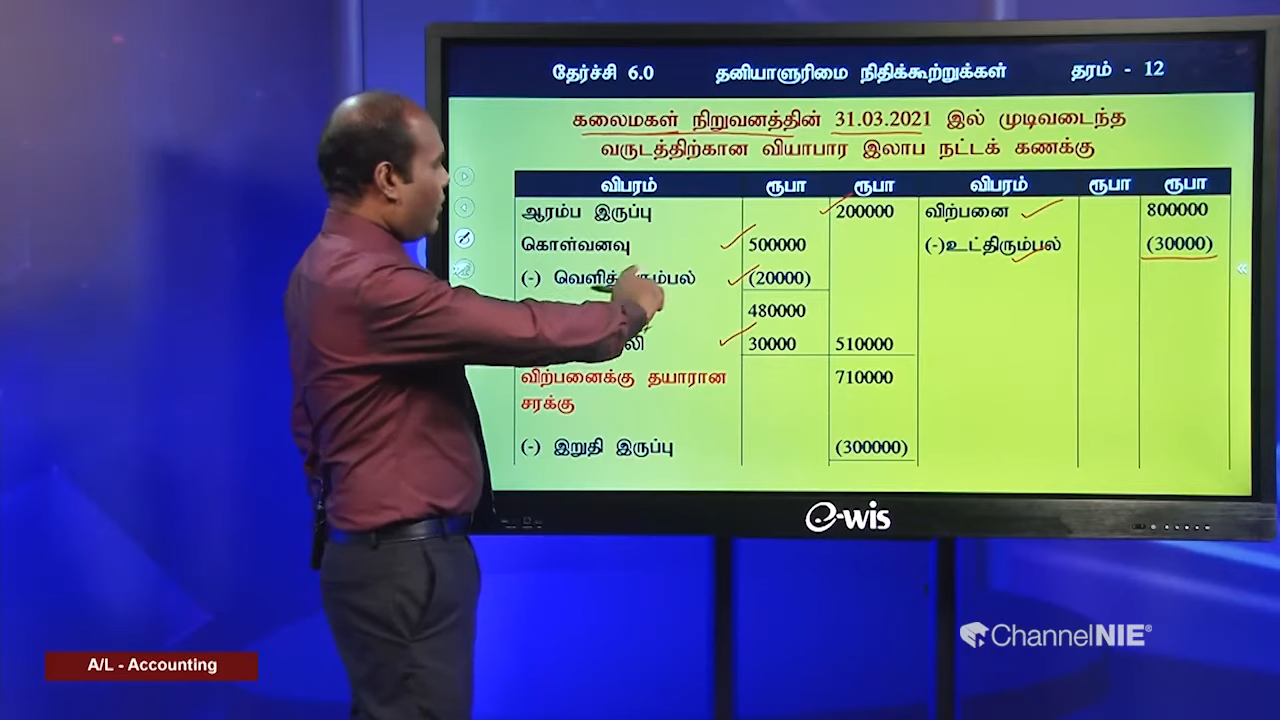 தேர்ச்சி 6.0 தனியாளுரிமை நிதிக்கூற்றுக்கள் தரம் - 12
கலைமகள் நிறுவனத்தின் 31.03.2021 இல் முடிவடைந்த
வருடத்திற்கான வியாபார இலாப நட்டக் கணக்கு
விபரம் ரூபா ரூபா விபரம் ரூபா ரூபா
ஆரம்ப இருப்பு 200000 விற்பனை 800000
கொள்வனவு 500000 (-)உட்திரும்பல் (30000)
(-) (20000)
480000
30000 510000
விற்பனைக்கு தயாரான 710000
சரக்கு
(-) இறுதி இருப்பு (300000)
e-wis
ChannelNIE®
A/L - Accounting